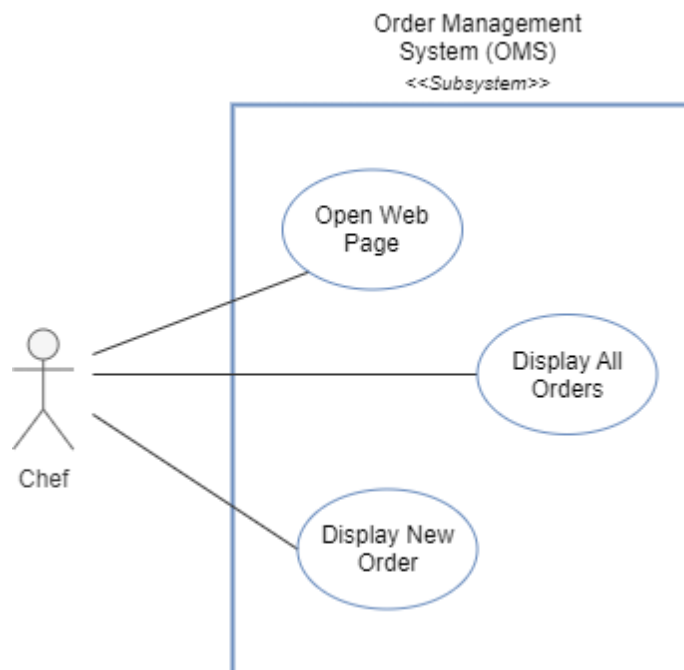 Order Management
System (OMS)
<<Subsystem>>
Open Web
Page
Display All
Orders
Chef
Display New
Order